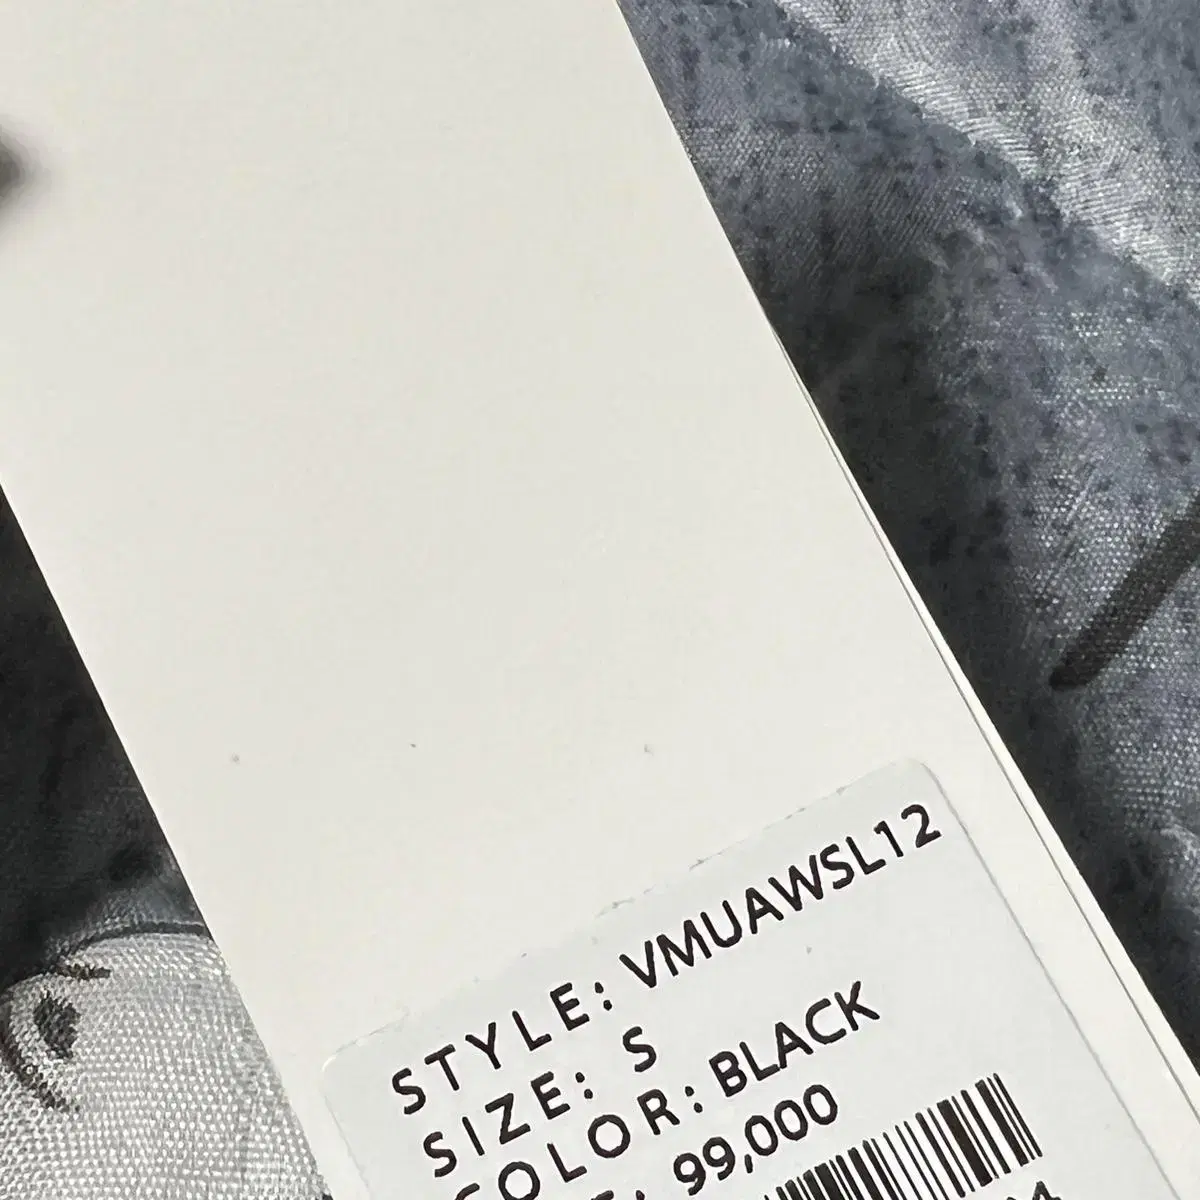 STYLE: VMUAWSL12
SIZE: S
COLOR: BLACK
99,000